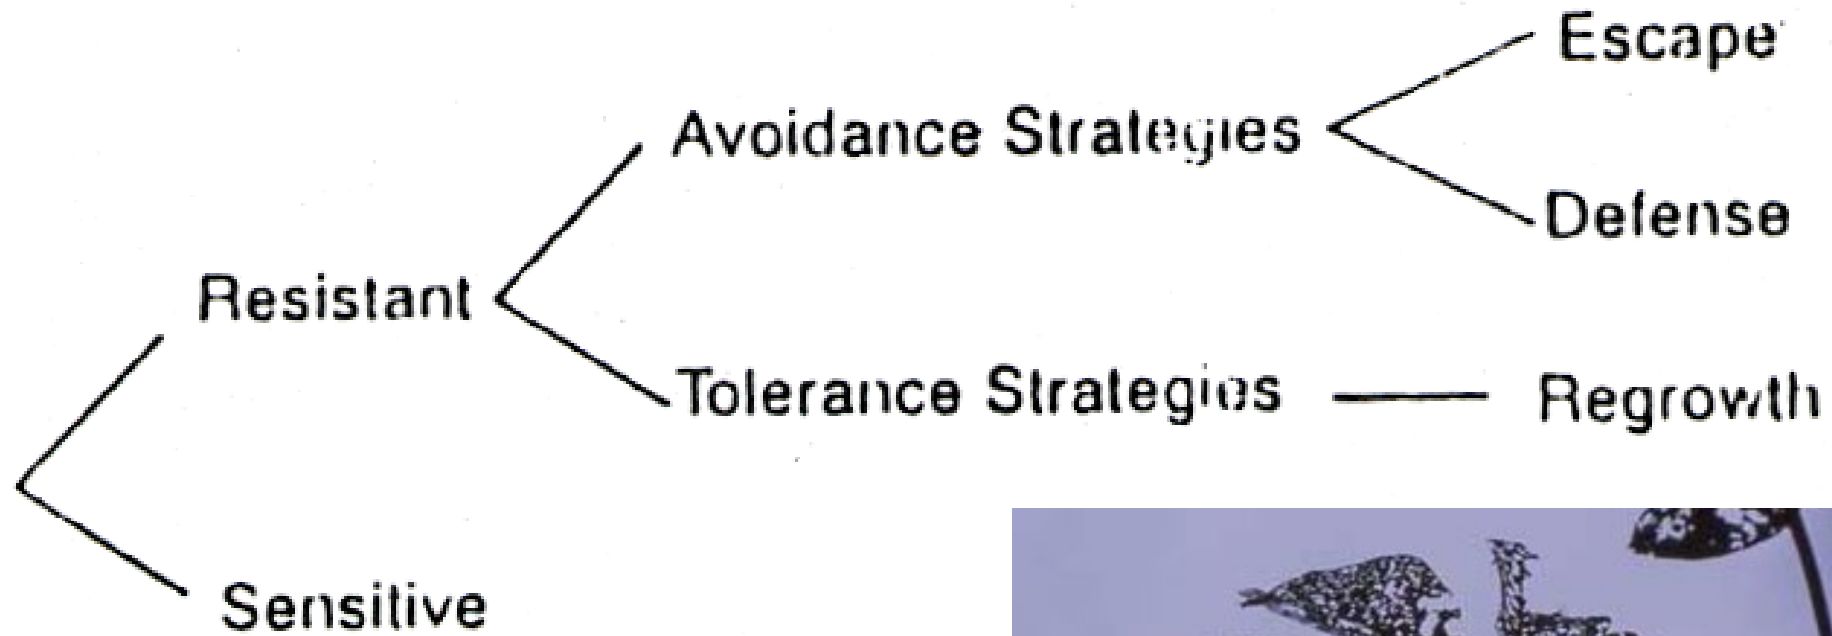 Escape
Avoidance Strategies
Defense
Resistant
Tolerance Strategies
Regrowth
Sensitive